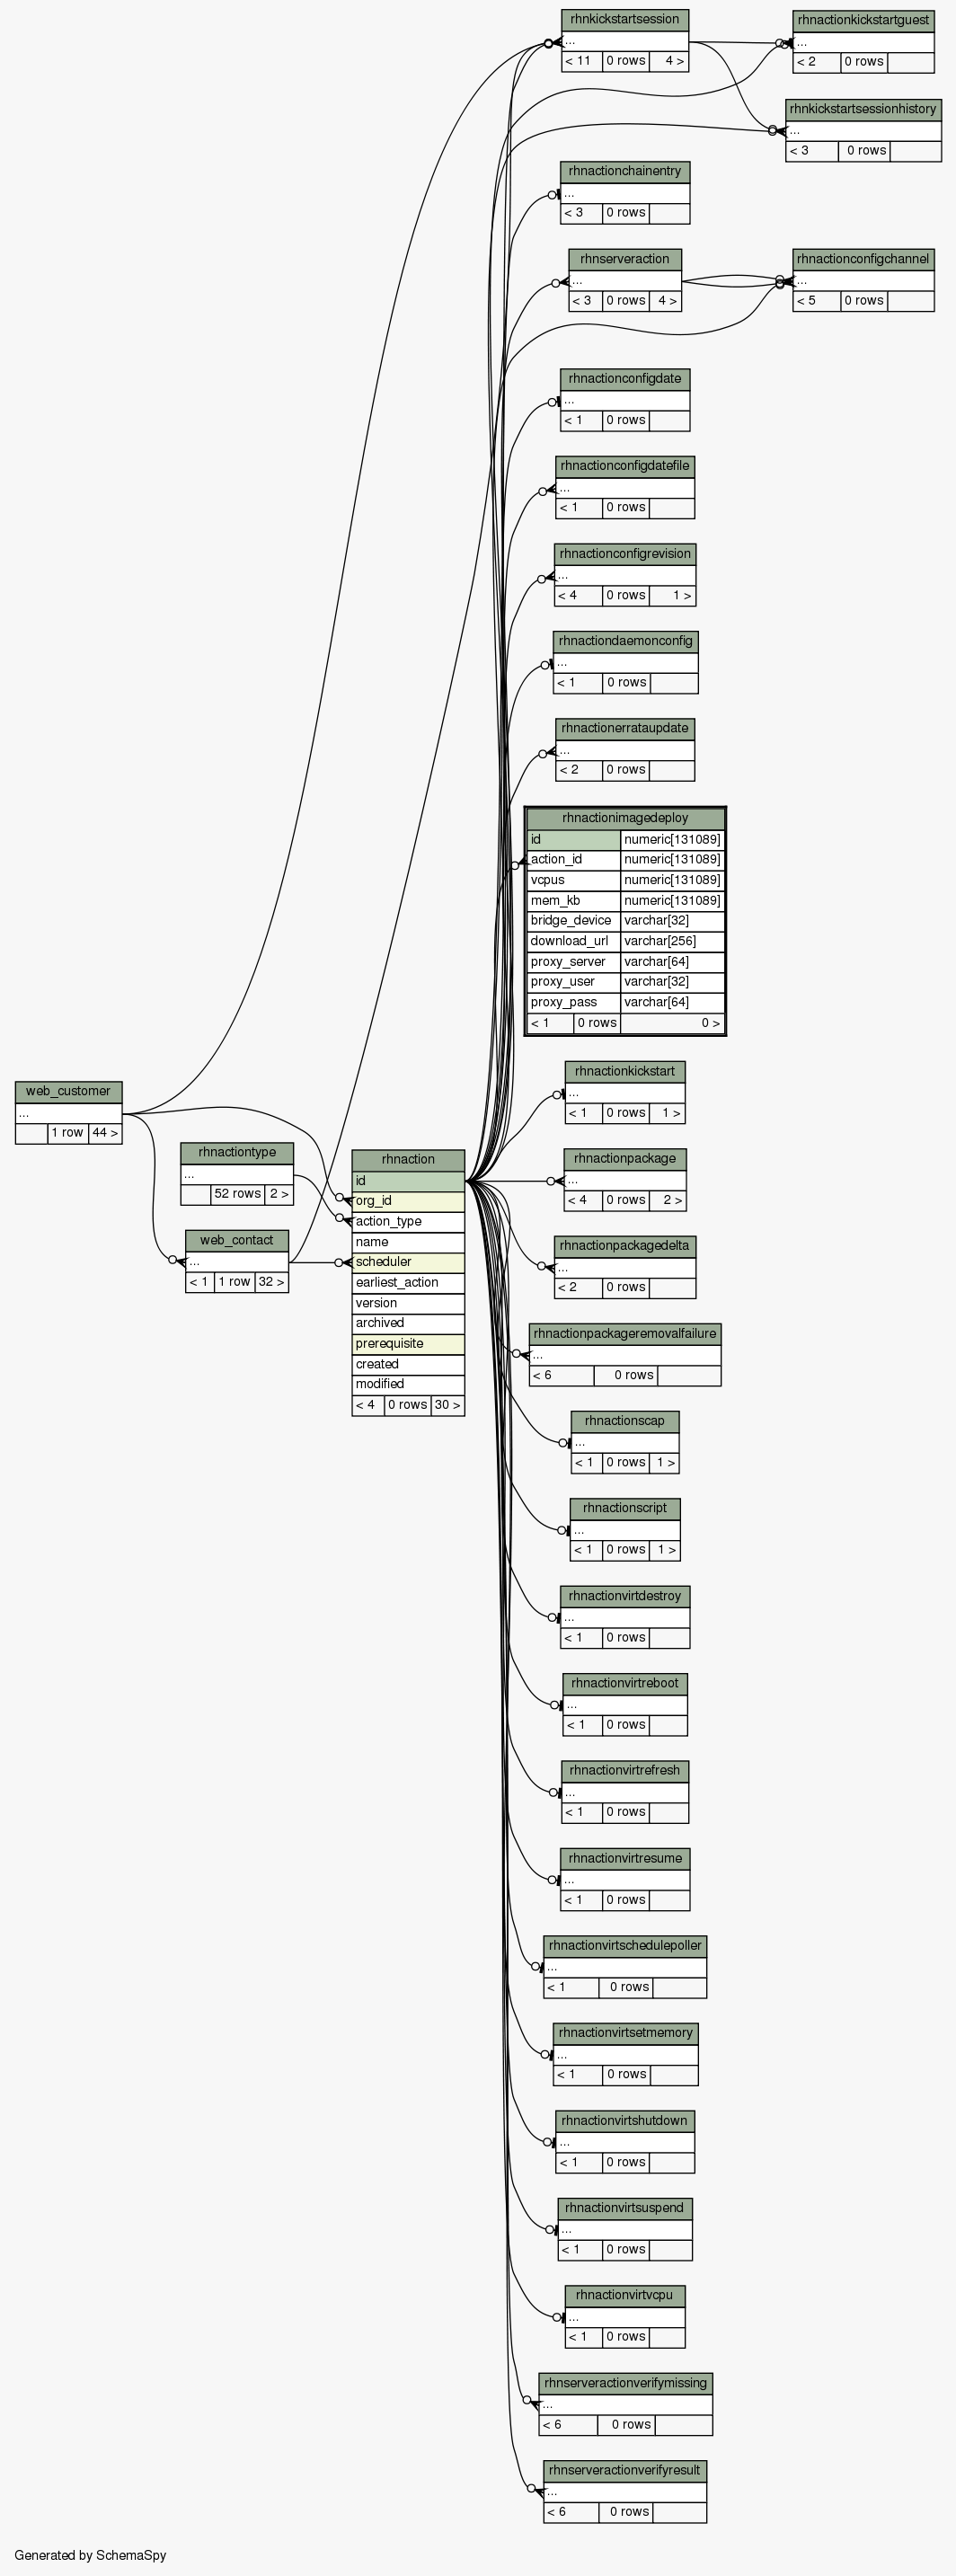 rhnkickstartsession
...
< 11 0 rows 4 >
rhnactionkickstartguest
...
< 2 0 rows
rhnkickstartsessionhistory
...
< 3 0 rows
rhnactionchainentry
...
< 3 0 rows
rhnserveraction
...
< 3 0 rows 4 >
rhnactionconfigchannel
...
< 5 0 rows
rhnactionconfigdate
...
< 1 0 rows
rhnactionconfigdatefile
...
< 1 0 rows
rhnactionconfigrevision
...
< 4 0 rows 1 >
rhnactiondaemonconfig
...
< 1 0 rows
rhnactionerrataupdate
...
< 2 0 rows
rhnactionimagedeploy
id numeric[131089]
action_id numeric[131089]
vcpus numeric[131089]
mem_kb numeric[131089]
bridge_device varchar[32]
download_url varchar[256]
proxy_server varchar[64]
proxy_user varchar[32]
proxy_pass varchar[64]
< 1 0 rows 0 >
rhnactionkickstart
...
< 1 0 rows 1 >
web_customer
...
1 row 44 >
rhnactiontype
...
52 rows 2 >
web_contact
...
< 1 1 row 32 >
rhnaction
id
org_id
action_type
name
scheduler
earliest_action
version
archived
prerequisite
created
modified
< 4 0 rows 30 >
rhnactionpackage
...
< 4 0 rows 2 >
rhnactionpackagedelta
...
< 2 0 rows
rhnactionpackageremovalfailure
...
< 6 0 rows
rhnactionscap
...
< 1 0 rows 1 >
rhnactionscript
...
< 1 0 rows 1 >
rhnactionvirtdestroy
...
< 1 0 rows
rhnactionvirtreboot
...
< 1 0 rows
rhnactionvirtrefresh
...
< 1 0 rows
rhnactionvirtresume
...
< 1 0 rows
rhnactionvirtschedulepoller
...
< 1 0 rows
rhnactionvirtsetmemory
...
< 1 0 rows
rhnactionvirtshutdown
...
< 1 0 rows
rhnactionvirtsuspend
...
< 1 0 rows
rhnactionvirtvcpu
...
< 1 0 rows
rhnserveractionverifymissing
...
< 6 0 rows
rhnserveractionverifyresult
...
< 6 0 rows
Generated by SchemaSpy